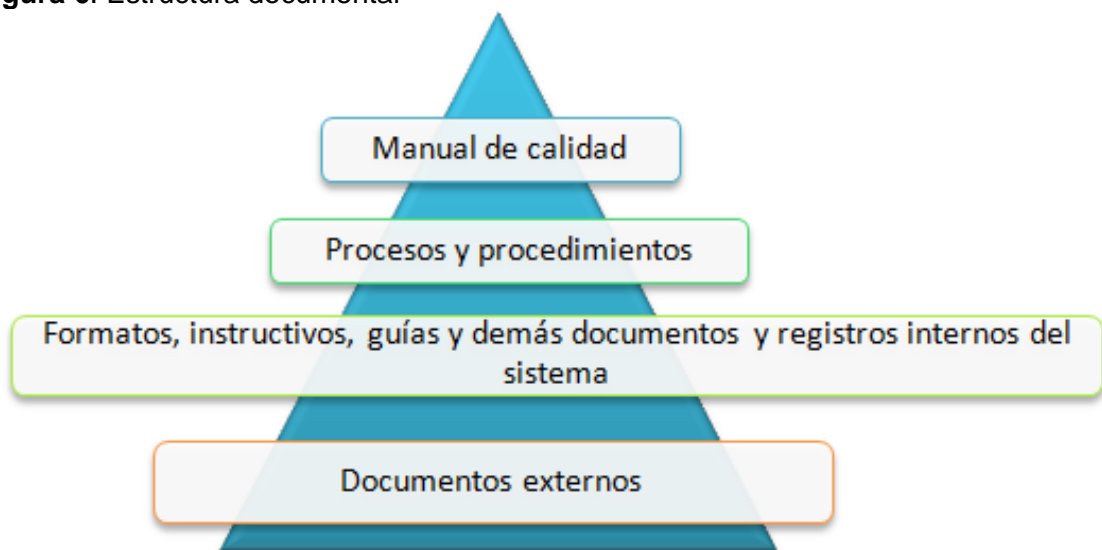 Estructura documental
Manual de calidad
Procesos y procedimientos
Formatos, instructivos, guías y demás documentos y registros internos del
sistema
Documentos externos